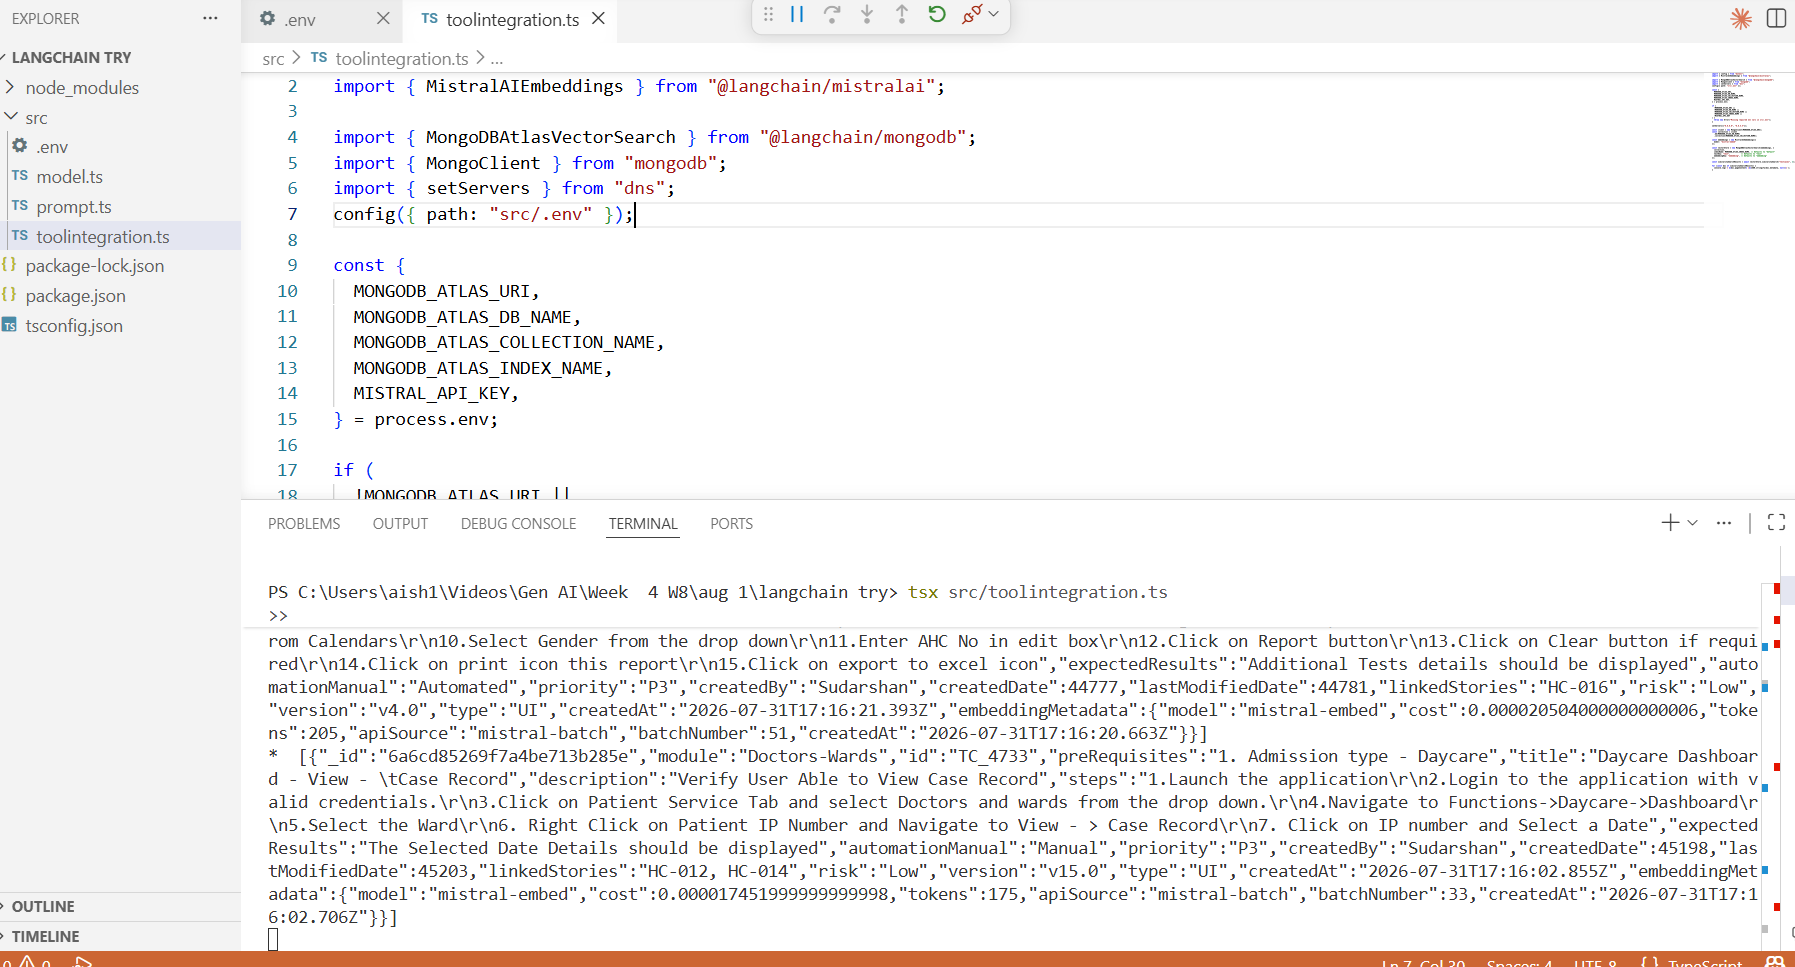 EXPLORER
LANGCHAIN TRY
node_modules
src
.env
model.ts
prompt.ts
toolintegration.ts
package-lock.json
package.json
tsconfig.json
OUTLINE
TIMELINE
.env
TS toolintegration.ts
src > TS toolintegration.ts > ...
2 import { MistralAIEmbeddings } from "@langchain/mistralai";
3
4 import { MongoDBAtlasVectorSearch } from "@langchain/mongodb";
5 import { MongoClient } from "mongodb";
6 import { setServers } from "dns";
7 config({ path: "src/.env" });
8
9 const {
10 MONGODB_ATLAS_URI,
11 MONGODB_ATLAS_DB_NAME,
12 MONGODB_ATLAS_COLLECTION_NAME,
13 MONGODB_ATLAS_INDEX_NAME,
14 MISTRAL_API_KEY,
15 } = process.env;
16
17 if (
18 !MONGODB_ATLAS_URI ||
PROBLEMS OUTPUT DEBUG CONSOLE TERMINAL PORTS
PS C:\Users\aish1\Videos\Gen AI\Week  4 W8\aug 1\langchain try> tsx src/toolintegration.ts
>>
rom Calendars\r\n10.Select Gender from the drop down\r\n11.Enter AHC No in edit box\r\n12.Click on Report button\r\n13.Click on Clear button if requi
red\r\n14.Click on print icon this report\r\n15.Click on export to excel icon","expectedResults":"Additional Tests details should be displayed","auto
mationManual":"Automated","priority":"P3","createdBy":"Sudarshan","createdDate":44777,"lastModifiedDate":44781,"linkedStories":"HC-016","risk":"Low",
"version":"v4.0","type":"UI","createdAt":"2026-07-31T17:16:21.393Z","embeddingMetadata":{"model":"mistral-embed","cost":0.000020504000000000006,"toke
ns":205,"apiSource":"mistral-batch","batchNumber":51,"createdAt":"2026-07-31T17:16:20.663Z"}}]
*  [{"_id":"6a6cd85269f7a4be713b285e","module":"Doctors-Wards","id":"TC_4733","preRequisites":"1. Admission type - Daycare","title":"Daycare Dashboar
d - View - \tCase Record","description":"Verify User Able to View Case Record","steps":"1.Launch the application\r\n2.Login to the application with v
alid credentials.\r\n3.Click on Patient Service Tab and select Doctors and wards from the drop down.\r\n4.Navigate to Functions->Daycare->Dashboard\r
\n5.Select the Ward\r\n6. Right Click on Patient IP Number and Navigate to View - > Case Record\r\n7. Click on IP number and Select a Date","expected
Results":"The Selected Date Details should be displayed","automationManual":"Manual","priority":"P3","createdBy":"Sudarshan","createdDate":45198,"las
tModifiedDate":45203,"linkedStories":"HC-012, HC-014","risk":"Low","version":"v15.0","type":"UI","createdAt":"2026-07-31T17:16:02.855Z","embeddingMet
adata":{"model":"mistral-embed","cost":0.000017451999999999998,"tokens":175,"apiSource":"mistral-batch","batchNumber":33,"createdAt":"2026-07-31T17:1
6:02.706Z"}}]
Ln 7, Col 30 Spaces: 4 UTF-8 {} TypeScript